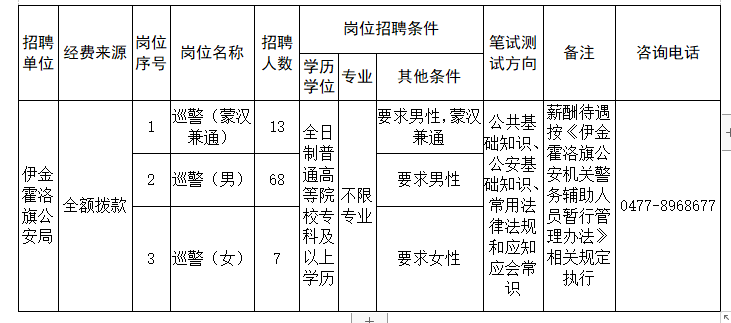 招聘
单位
经费来源
岗位
序号
岗位名称
招聘
人数
岗位招聘条件
学历
学位
专业
其他条件
笔试测
试方向
备注
咨询电话
伊金
霍洛
旗公
安局
全额拨款
1
巡警（蒙汉
兼通）
13
全日
制普
通高
等院
校专
科及
以上
学历
不限
专业
要求男性,蒙汉
兼通
公共基
础知识、
公安基
础知识、
常用法
律法规
和应知
应会常
识
薪酬待遇
按《伊金
霍洛旗公
安机关警
务辅助人
员暂行管
理办法》
相关规定
执行
0477-8968677
2
巡警（男）
68
要求男性
3
巡警（女）
7
要求女性